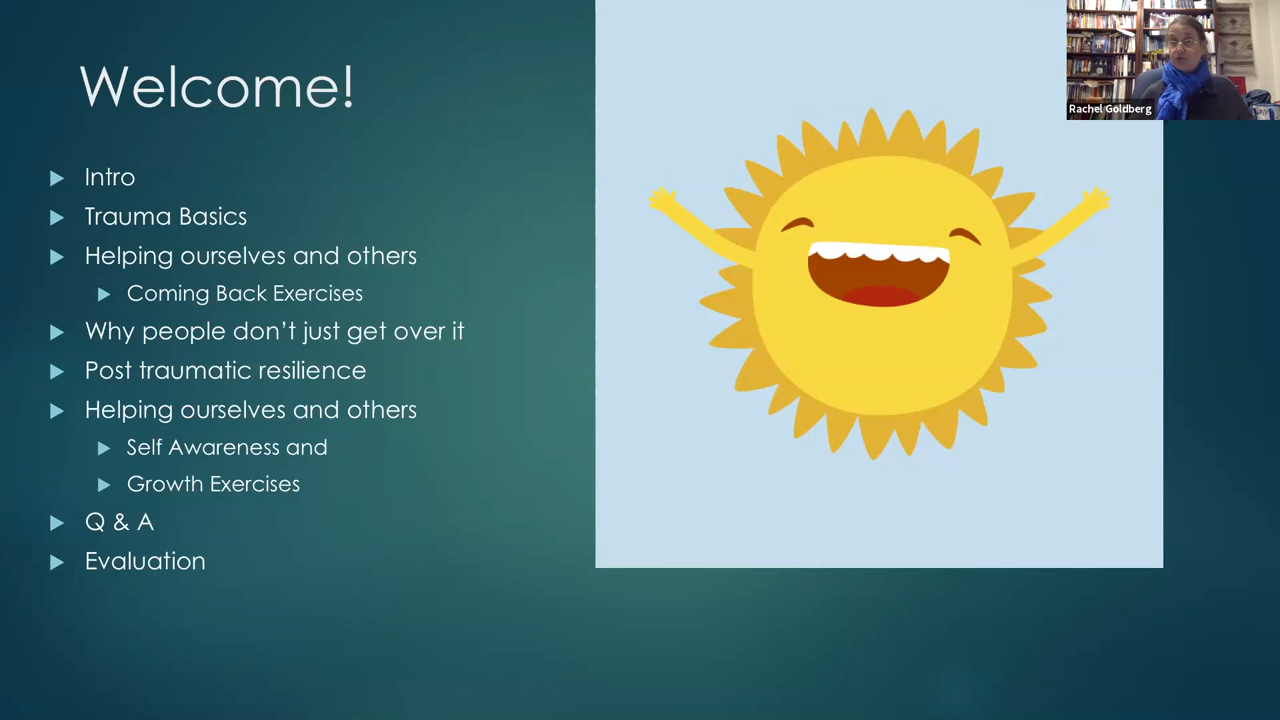 Welcome!
Intro
Trauma Basics
Helping ourselves and others
Coming Back Exercises
Why people don’t just get over it
Post traumatic resilience
Helping ourselves and others
Self Awareness and
Growth Exercises
Q & A
Evaluation
Rachel Goldberg